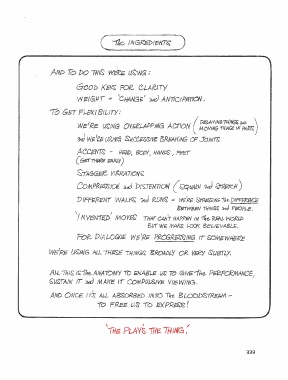 THE INGREDIENTS
AND TO DO THIS WE'RE USING:
GOOD KEYS FOR CLARITY
WEIGHT - 'CHANGE' AND ANTICIPATION.
TO GET FLEXIBILITY:
WE'RE USING OVERLAPPING ACTION (DELAYING THINGS AND
MOVING THINGS IN PARTS)
AND WE'RE USING SUCCESSIVE BREAKING OF JOINTS
ACCENTS - HEAD, BODY, HANDS, FEET
(GET THERE EARLY)
STAGGER VIBRATIONS
COMPRESSION AND DISTENTION (SQUASH AND STRETCH)
DIFFERENT WALKS AND RUNS - WE'RE STRESSING THE DIFFERENCE
BETWEEN THINGS AND PEOPLE.
'INVENTED' MOVES THAT CAN'T HAPPEN IN THE REAL WORLD
BUT WE MAKE LOOK BELIEVABLE.
FOR DIALOGUE WE'RE PROGRESSING IT SOMEWHERE
WE'RE USING ALL THESE THINGS BROADLY OR VERY SUBTLY.
ALL THIS IS THE ANATOMY TO ENABLE US TO GIVE THE PERFORMANCE,
SUSTAIN IT AND MAKE IT COMPULSIVE VIEWING.
AND ONCE IT'S ALL ABSORBED INTO THE BLOODSTREAM -
TO FREE US TO EXPRESS!
'THE PLAY'S THE THING.'
333